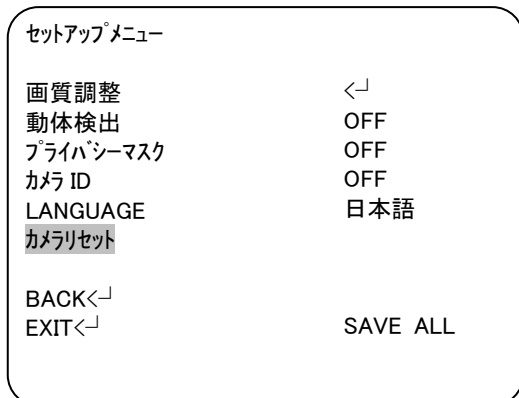 セットアップメニュー
画質調整 <┘
動体検出 OFF
プライバシーマスク OFF
カメラ ID OFF
LANGUAGE 日本語
カメラリセット
BACK<┘
EXIT<┘ SAVE ALL